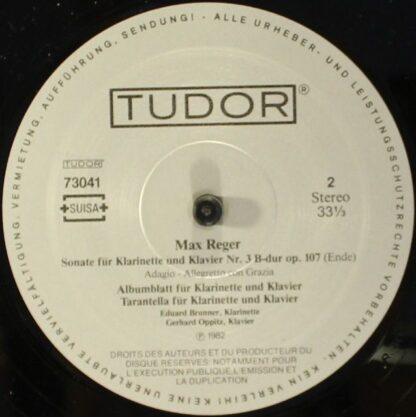 KEINE UNERLAUBTE VERVIELFÄLTIGUNG, VERMIETUNG, AUFFÜHRUNG, SENDUNG! - ALLE URHEBER- UND LEISTUNGSSCHUTZRECHTE VORBEHALTEN. KEIN VERLEIH!
TUDOR®
TUDOR
73041
+SUISA+
2
Stereo
33⅓
Max Reger
Sonate für Klarinette und Klavier Nr. 3 B-dur op. 107 (Ende)
Adagio - Allegretto con Grazia
Albumblatt für Klarinette und Klavier
Tarantella für Klarinette und Klavier
Eduard Brunner, Klarinette
Gerhard Oppitz, Klavier
℗ 1982
DROITS DES AUTEURS ET DU PRODUCTEUR DU
DISQUE RESERVÉS: NOTAMMENT POUR
L'EXECUTION PUBLIQUE, L'EMISSION ET
LA DUPLICATION